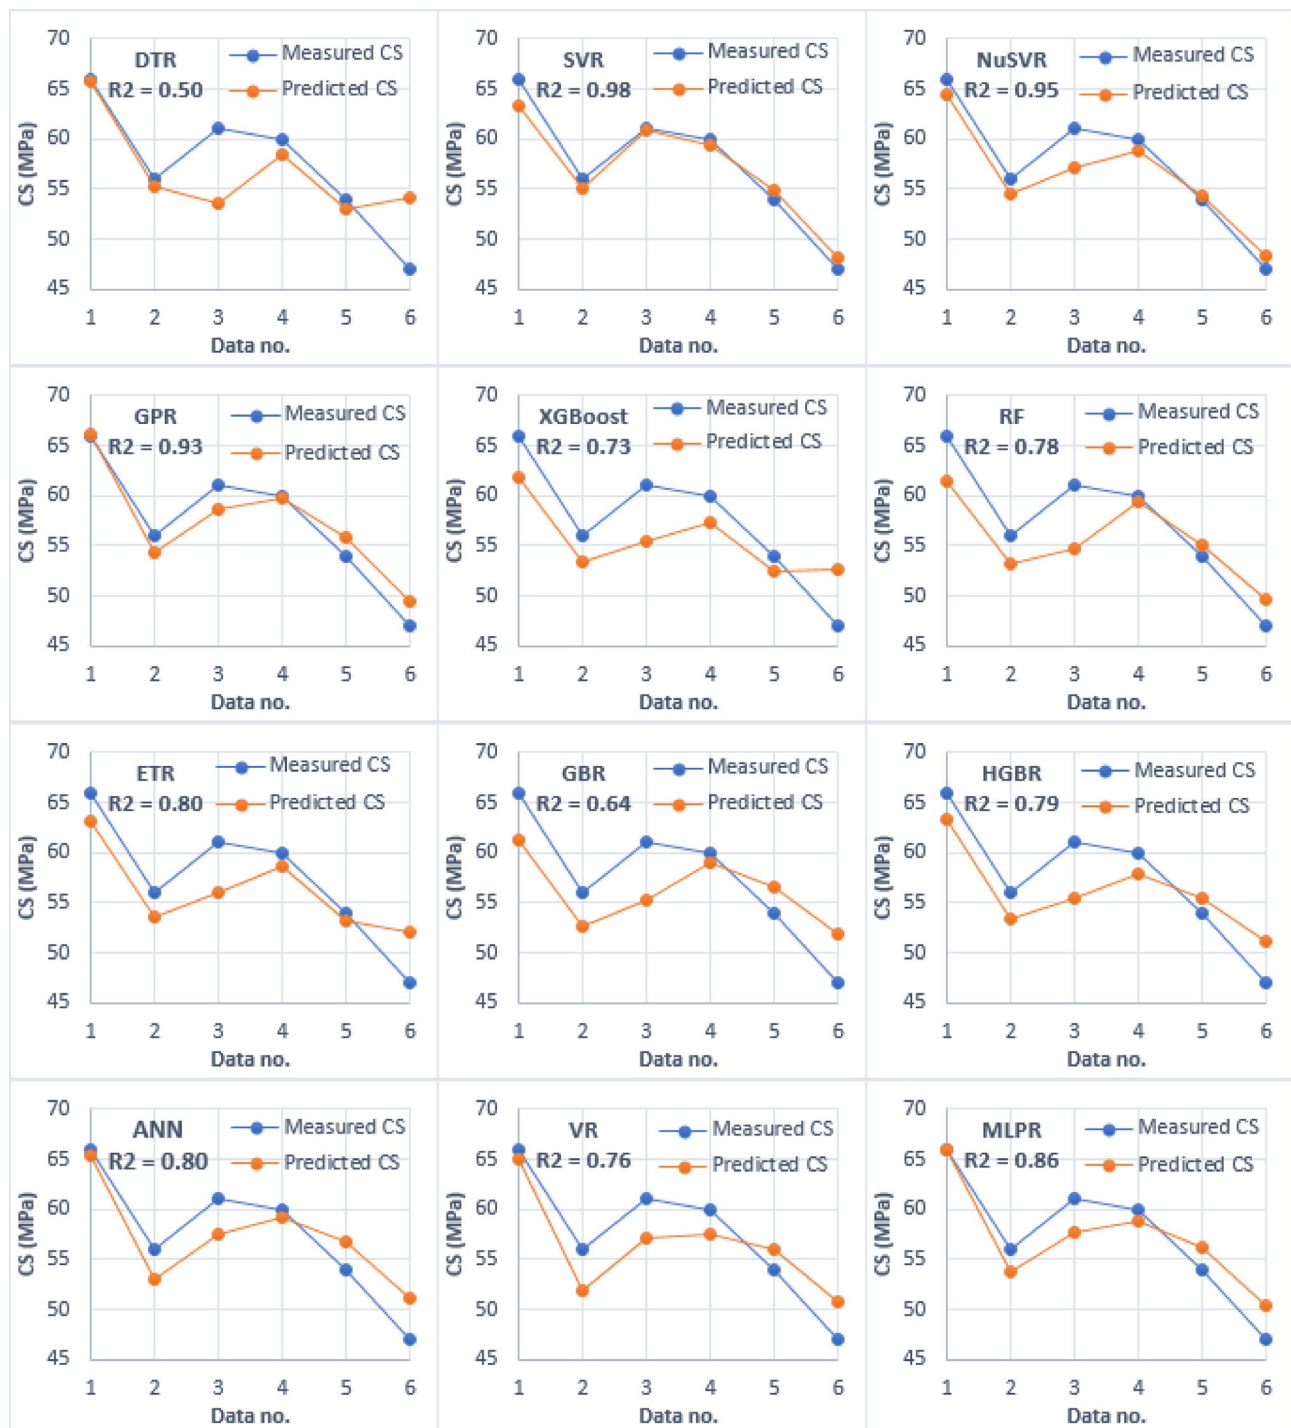 70
65
60
55
50
45
CS (MPa)
DTR
R2 = 0.50
Measured CS
Predicted CS
1 2 3 4 5 6
Data no.
70
65
60
55
50
45
CS (MPa)
SVR
R2 = 0.98
Measured CS
Predicted CS
1 2 3 4 5 6
Data no.
70
65
60
55
50
45
CS (MPa)
NuSVR
R2 = 0.95
Measured CS
Predicted CS
1 2 3 4 5 6
Data no.
70
65
60
55
50
45
CS (MPa)
GPR
R2 = 0.93
Measured CS
Predicted CS
1 2 3 4 5 6
Data no.
70
65
60
55
50
45
CS (MPa)
XGBoost
R2 = 0.73
Measured CS
Predicted CS
1 2 3 4 5 6
Data no.
70
65
60
55
50
45
CS (MPa)
RF
R2 = 0.78
Measured CS
Predicted CS
1 2 3 4 5 6
Data no.
70
65
60
55
50
45
CS (MPa)
ETR
R2 = 0.80
Measured CS
Predicted CS
1 2 3 4 5 6
Data no.
70
65
60
55
50
45
CS (MPa)
GBR
R2 = 0.64
Measured CS
Predicted CS
1 2 3 4 5 6
Data no.
70
65
60
55
50
45
CS (MPa)
HGBR
R2 = 0.79
Measured CS
Predicted CS
1 2 3 4 5 6
Data no.
70
65
60
55
50
45
CS (MPa)
ANN
R2 = 0.80
Measured CS
Predicted CS
1 2 3 4 5 6
Data no.
70
65
60
55
50
45
CS (MPa)
VR
R2 = 0.76
Measured CS
Predicted CS
1 2 3 4 5 6
Data no.
70
65
60
55
50
45
CS (MPa)
MLPR
R2 = 0.86
Measured CS
Predicted CS
1 2 3 4 5 6
Data no.